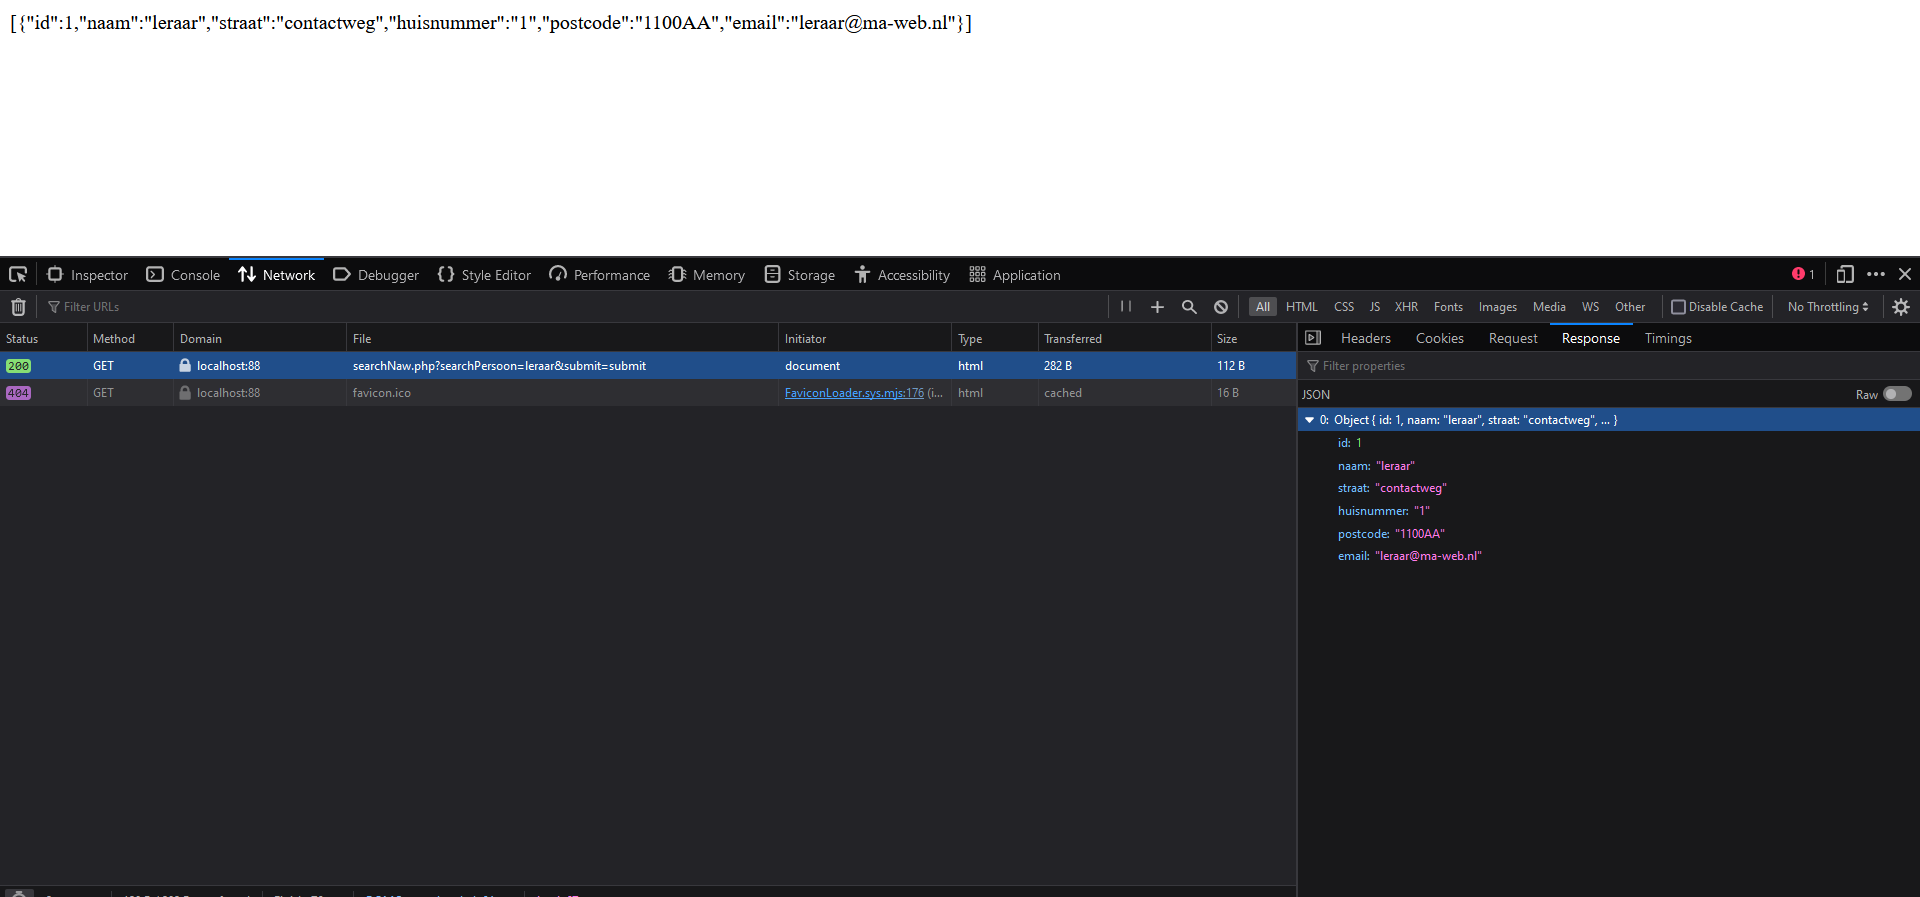 [{"id":1,"naam":"leraar","straat":"contactweg","huisnummer":"1","postcode":"1100AA","email":"leraar@ma-web.nl"}]
Inspector Console Network Debugger Style Editor Performance Memory Storage Accessibility Application 1
Filter URLs All HTML CSS JS XHR Fonts Images Media WS Other Disable Cache No Throttling
Status Method Domain File Initiator Type Transferred Size
200 GET localhost:88 searchNaw.php?searchPersoon=leraar&submit=submit document html 282 B 112 B
404 GET localhost:88 favicon.ico FaviconLoader.sys.mjs:176 (i... html cached 16 B
Headers Cookies Request Response Timings
Filter properties
JSON Raw
0: Object { id: 1, naam: "leraar", straat: "contactweg", ... }
id: 1
naam: "leraar"
straat: "contactweg"
huisnummer: "1"
postcode: "1100AA"
email: "leraar@ma-web.nl"